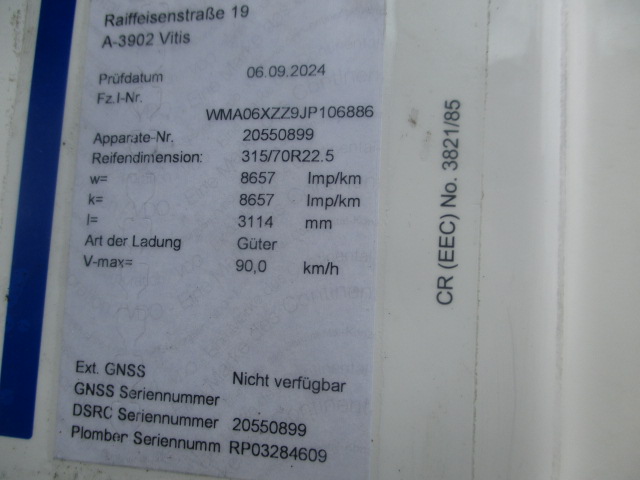 Raiffeisenstraße 19
A-3902 Vitis
Prüfdatum 06.09.2024
Fz.I-Nr.
WMA06XZZ9JP106886
Apparate-Nr. 20550899
Reifendimension: 315/70R22.5
w= 8657 Imp/km
k= 8657 Imp/km
l= 3114 mm
Art der Ladung Güter
V-max= 90,0 km/h
Ext. GNSS
GNSS Seriennummer Nicht verfügbar
DSRC Seriennummer 20550899
Plomben Seriennumm RP03284609
CR (EEC) No. 3821/85